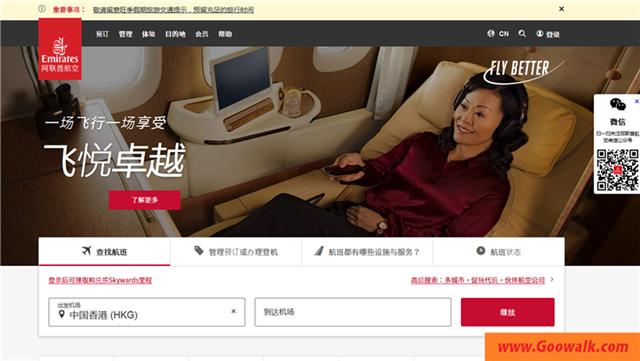 重要事项： 敬请留意旺季假期旅游交通提示，预留充足的旅行时间
Emirates
阿联酋航空
预订 管理 体验 目的地 会员 帮助
CN 登录
FLY BETTER
一场飞行一场享受
飞悦卓越
了解更多
微信
扫一扫关注阿联酋航空微信公众号
查找航班
管理预订或办理登机
航班都有哪些设施与服务？
航班状态
登录后可赚取和兑换Skywards里程
高级搜索：多城市，促销代码，伙伴航空公司
出发机场
中国香港 (HKG)
到达机场
继续
www.Goowalk.com